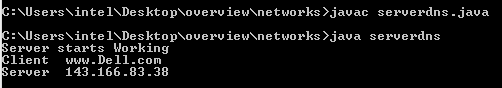 C:\Users\intel\Desktop\overview\networks>javac serverdns.java
C:\Users\intel\Desktop\overview\networks>java serverdns
Server starts Working
Client  www.Dell.com
Server  143.166.83.38